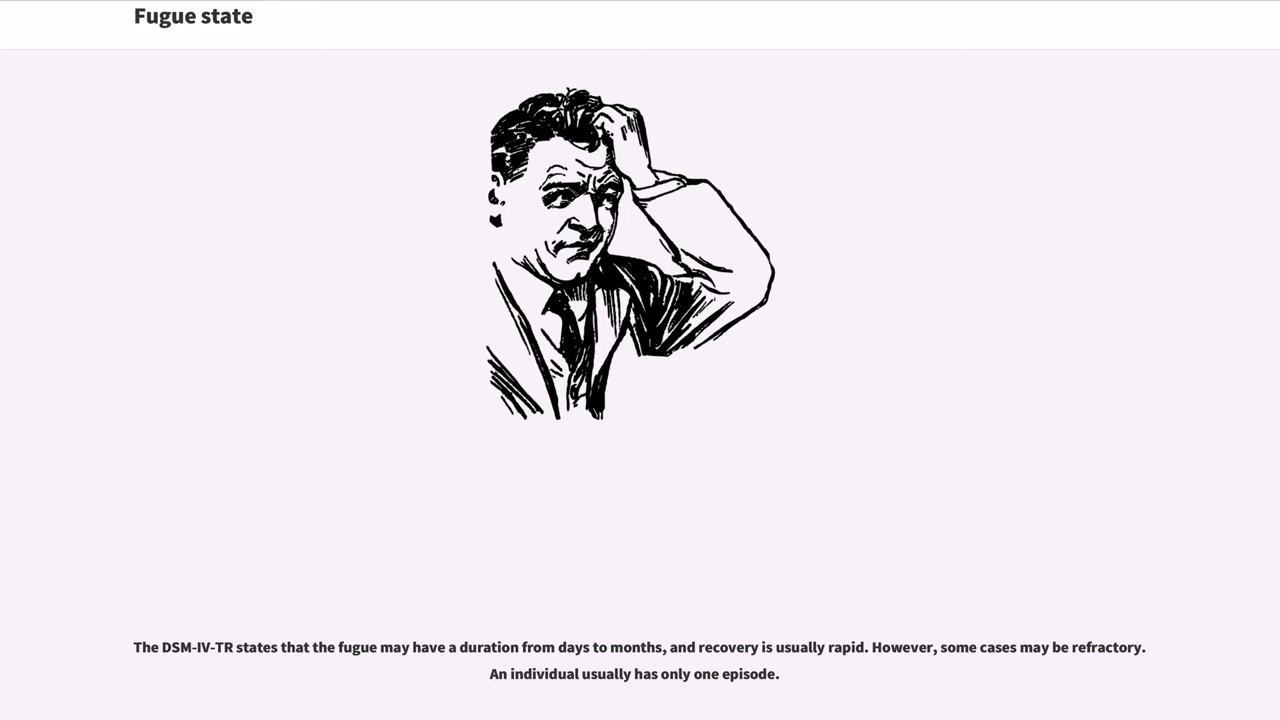 Fugue state
The DSM-IV-TR states that the fugue may have a duration from days to months, and recovery is usually rapid. However, some cases may be refractory.
An individual usually has only one episode.